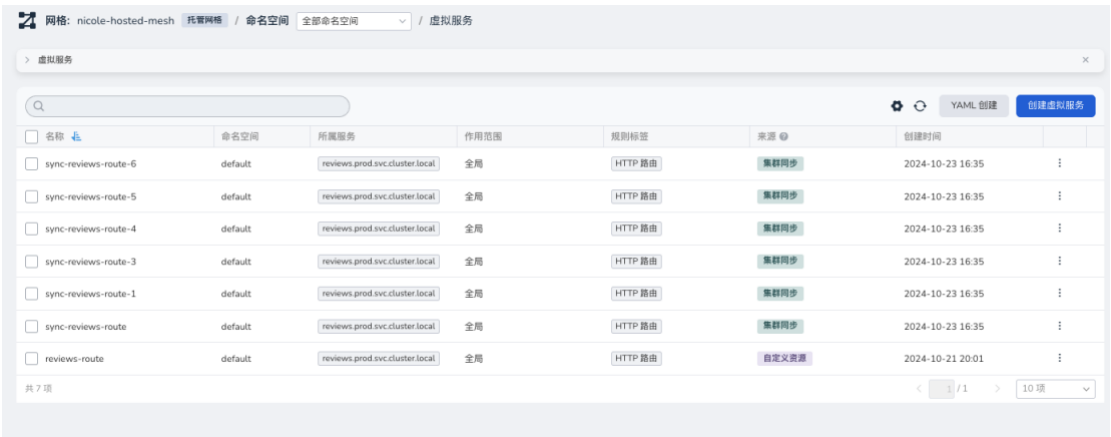 网格: nicole-hosted-mesh 托管网格 / 命名空间 全部命名空间 / 虚拟服务
虚拟服务
YAML 创建 创建虚拟服务
名称 命名空间 所属服务 作用范围 规则标签 来源 创建时间
sync-reviews-route-6 default reviews.prod.svc.cluster.local 全局 HTTP 路由 集群同步 2024-10-23 16:35
sync-reviews-route-5 default reviews.prod.svc.cluster.local 全局 HTTP 路由 集群同步 2024-10-23 16:35
sync-reviews-route-4 default reviews.prod.svc.cluster.local 全局 HTTP 路由 集群同步 2024-10-23 16:35
sync-reviews-route-3 default reviews.prod.svc.cluster.local 全局 HTTP 路由 集群同步 2024-10-23 16:35
sync-reviews-route-1 default reviews.prod.svc.cluster.local 全局 HTTP 路由 集群同步 2024-10-23 16:35
sync-reviews-route default reviews.prod.svc.cluster.local 全局 HTTP 路由 集群同步 2024-10-23 16:35
reviews-route default reviews.prod.svc.cluster.local 全局 HTTP 路由 自定义资源 2024-10-21 20:01
共 7 项 1 / 1 10 项